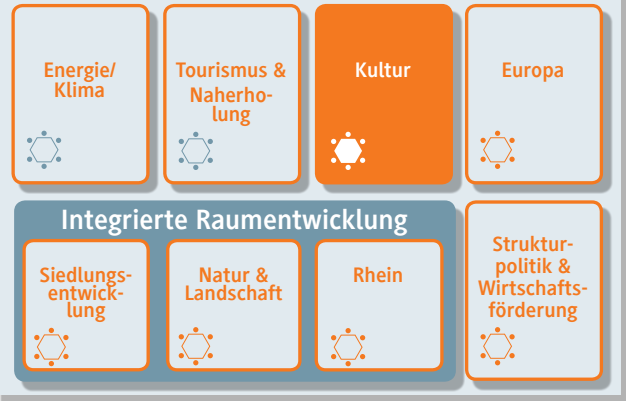 Energie/
Klima
Tourismus &
Naherho-
lung
Kultur
Europa
Integrierte Raumentwicklung
Siedlungs-
entwick-
lung
Natur &
Landschaft
Rhein
Struktur-
politik &
Wirtschafts-
förderung